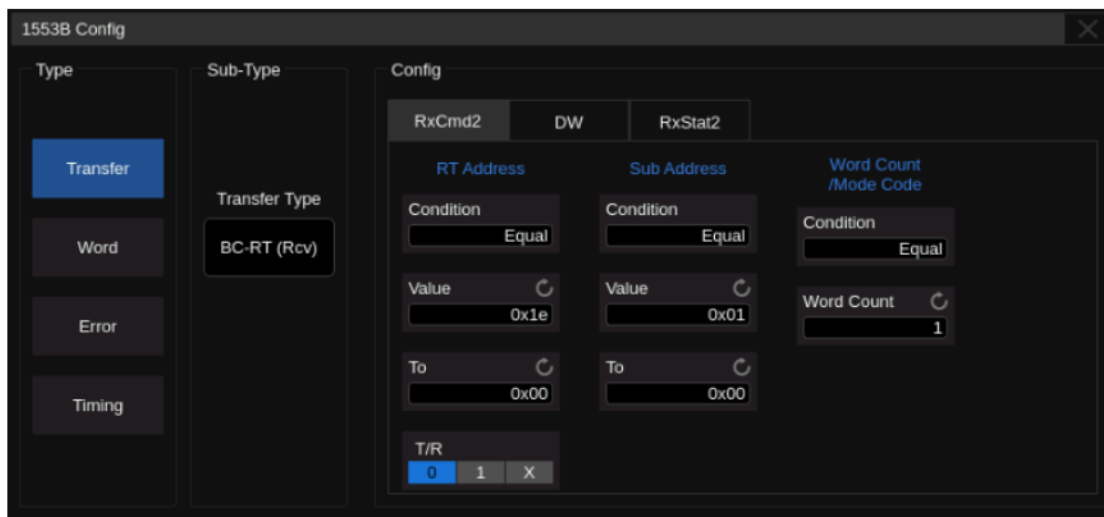 1553B Config
Type
Transfer
Word
Error
Timing
Sub-Type
Transfer Type
BC-RT (Rcv)
Config
RxCmd2 DW RxStat2
RT Address
Condition
Equal
Value
0x1e
To
0x00
T/R
0 1 X
Sub Address
Condition
Equal
Value
0x01
To
0x00
Word Count
/Mode Code
Condition
Equal
Word Count
1